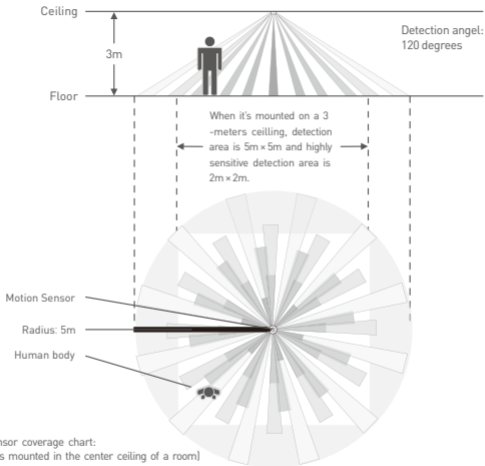 Ceiling
Detection angel:
120 degrees
3m
Floor
When it's mounted on a 3
-meters ceilling, detection
area is 5m×5m and highly
sensitive detection area is
2m×2m.
Motion Sensor
Radius: 5m
Human body
coverage chart:
mounted in the center ceiling of a room)